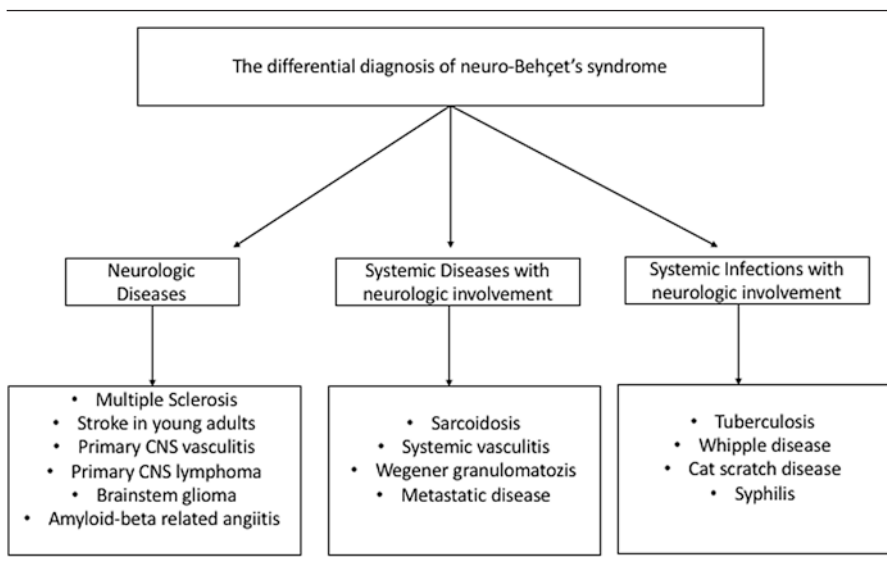 The differential diagnosis of neuro-Behçet's syndrome
Neurologic
Diseases
Systemic Diseases with
neurologic involvement
Systemic Infections with
neurologic involvement
• Multiple Sclerosis
• Stroke in young adults
• Primary CNS vasculitis
• Primary CNS lymphoma
• Brainstem glioma
• Amyloid-beta related angiitis
• Sarcoidosis
• Systemic vasculitis
• Wegener granulomatozis
• Metastatic disease
• Tuberculosis
• Whipple disease
• Cat scratch disease
• Syphilis